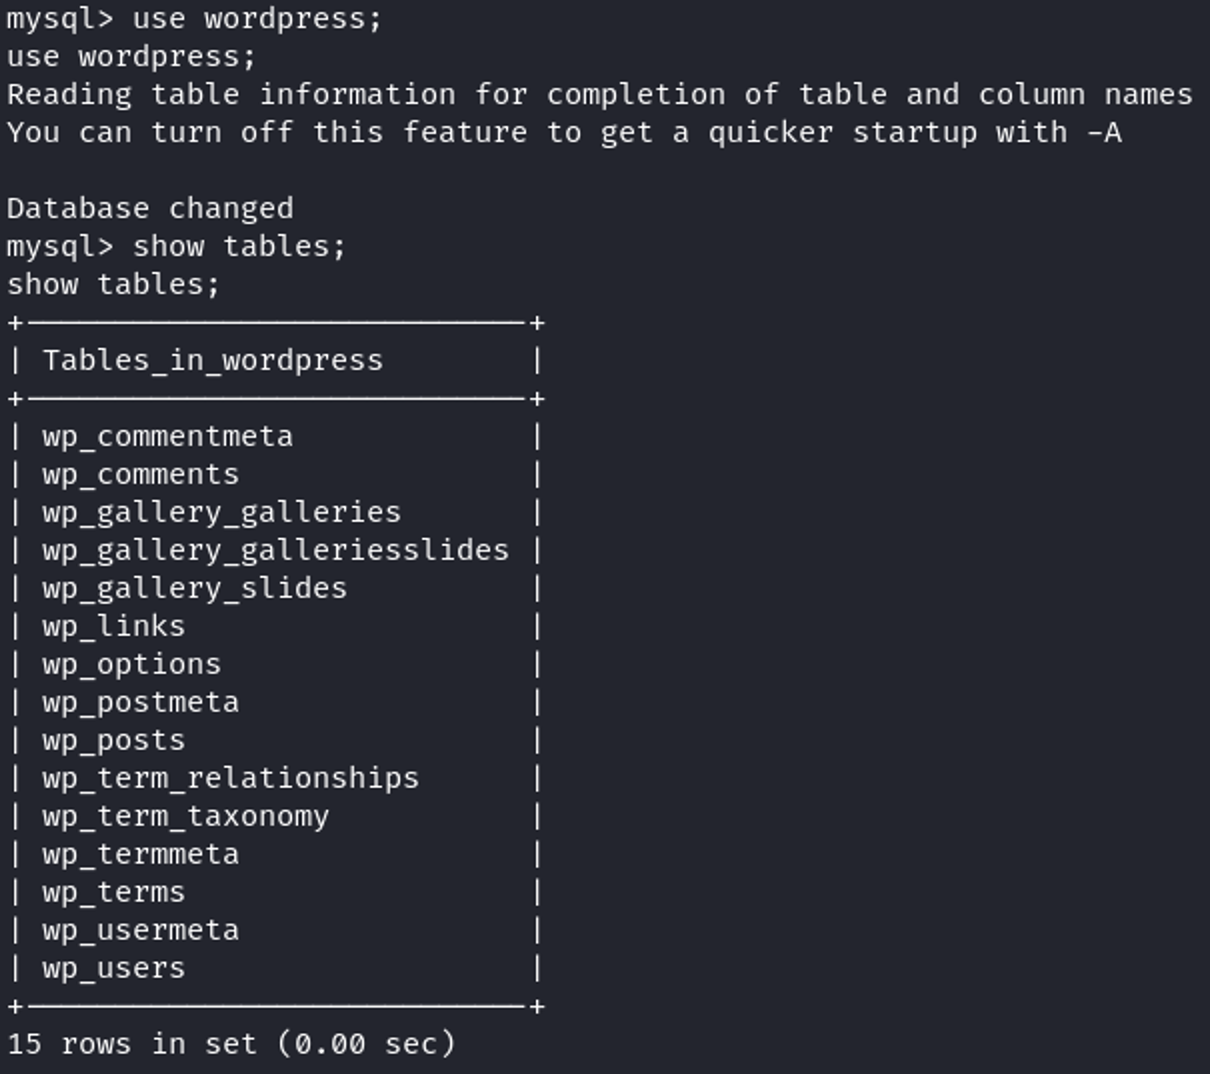 mysql> use wordpress;
use wordpress;
Reading table information for completion of table and column names
You can turn off this feature to get a quicker startup with -A

Database changed
mysql> show tables;
show tables;
+----------------------------+
| Tables_in_wordpress        |
+----------------------------+
| wp_commentmeta             |
| wp_comments                |
| wp_gallery_galleries       |
| wp_gallery_galleriesslides |
| wp_gallery_slides          |
| wp_links                   |
| wp_options                 |
| wp_postmeta                |
| wp_posts                   |
| wp_term_relationships      |
| wp_term_taxonomy           |
| wp_termmeta                |
| wp_terms                   |
| wp_usermeta                |
| wp_users                   |
+----------------------------+
15 rows in set (0.00 sec)